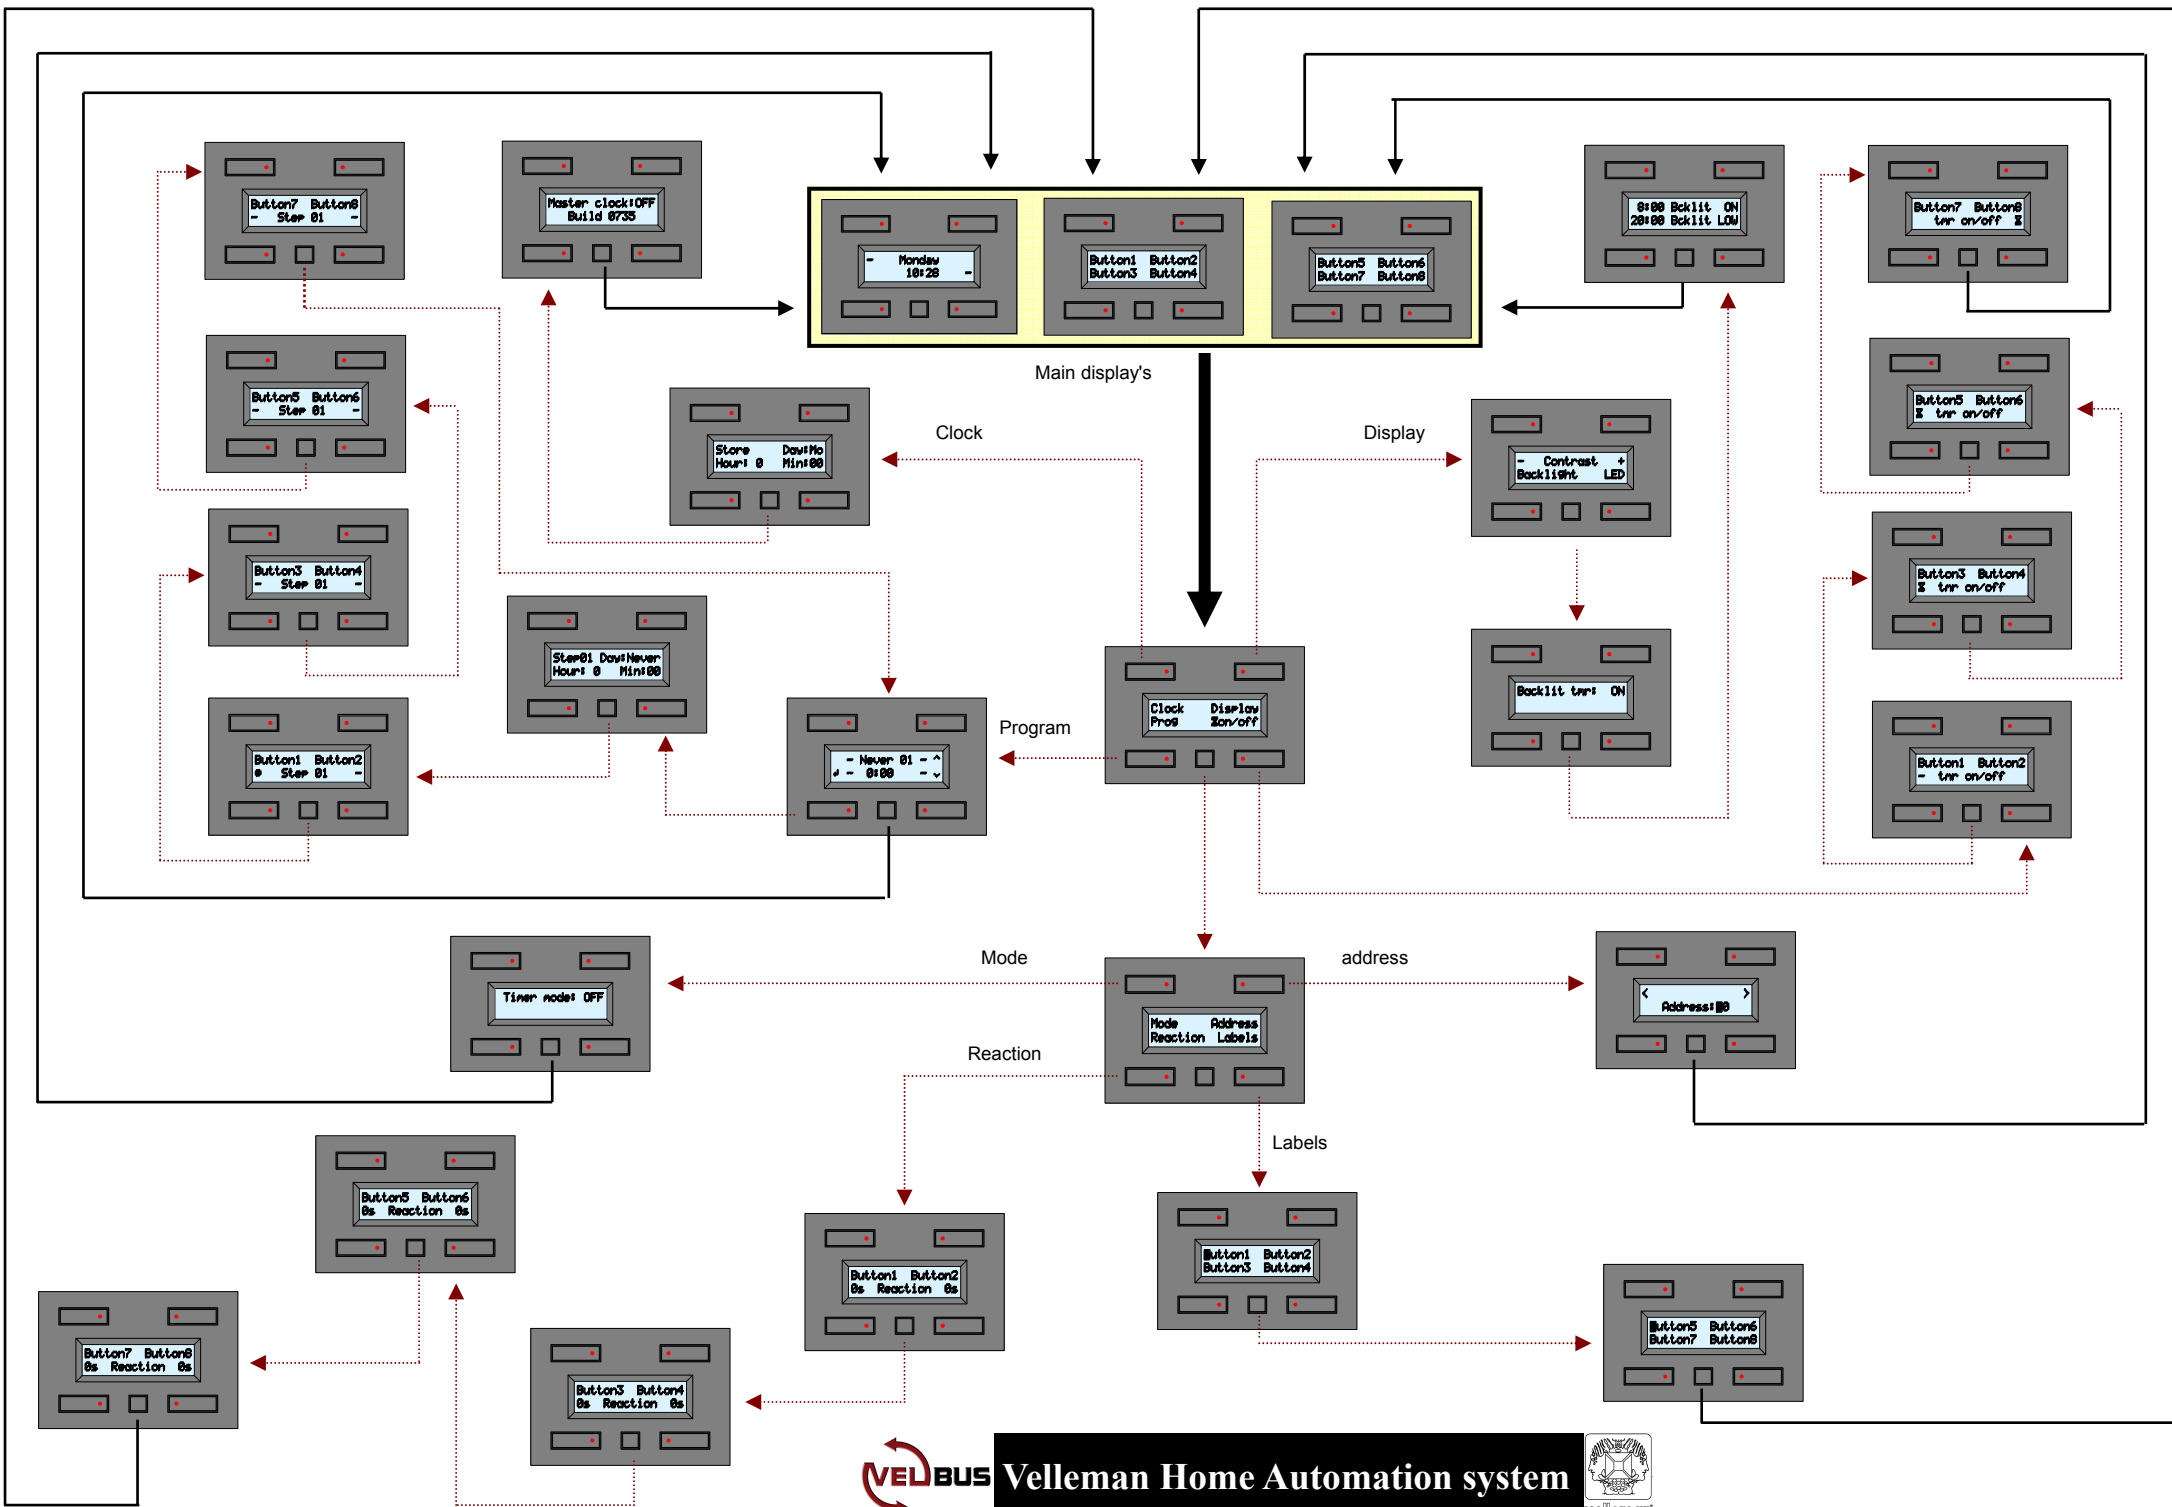 Button7 Button8
- Step 01 -
Master clock:OFF
Build 0735
- Monday
10:28 -
Button1 Button2
Button3 Button4
Button5 Button6
Button7 Button8
8:00 Bcklit ON
20:00 Bcklit LOW
Button7 Button8
tmr on/off
Main display's
Button5 Button6
- Step 01 -
Clock
Store Day:Mo
Hour: 0 Min:00
Display
- Contrast +
Backlight LED
Button5 Button6
tmr on/off
Button3 Button4
- Step 01 -
Button3 Button4
tmr on/off
Step01 Day:Never
Hour: 0 Min:00
Backlit tmr: ON
Clock Display
Prog on/off
Program
- Never 01 -
- 0:00 -
Button1 Button2
Step 01 -
Button1 Button2
- tmr on/off
Mode
address
Timer mode: OFF
< >
Address: 0
Mode Address
Reaction Labels
Reaction
Labels
Button5 Button6
0s Reaction 0s
Button1 Button2
0s Reaction 0s
utton1 Button2
Button3 Button4
Button7 Button8
0s Reaction 0s
Button3 Button4
0s Reaction 0s
utton5 Button6
Button7 Button8
VELBUS
Velleman Home Automation system